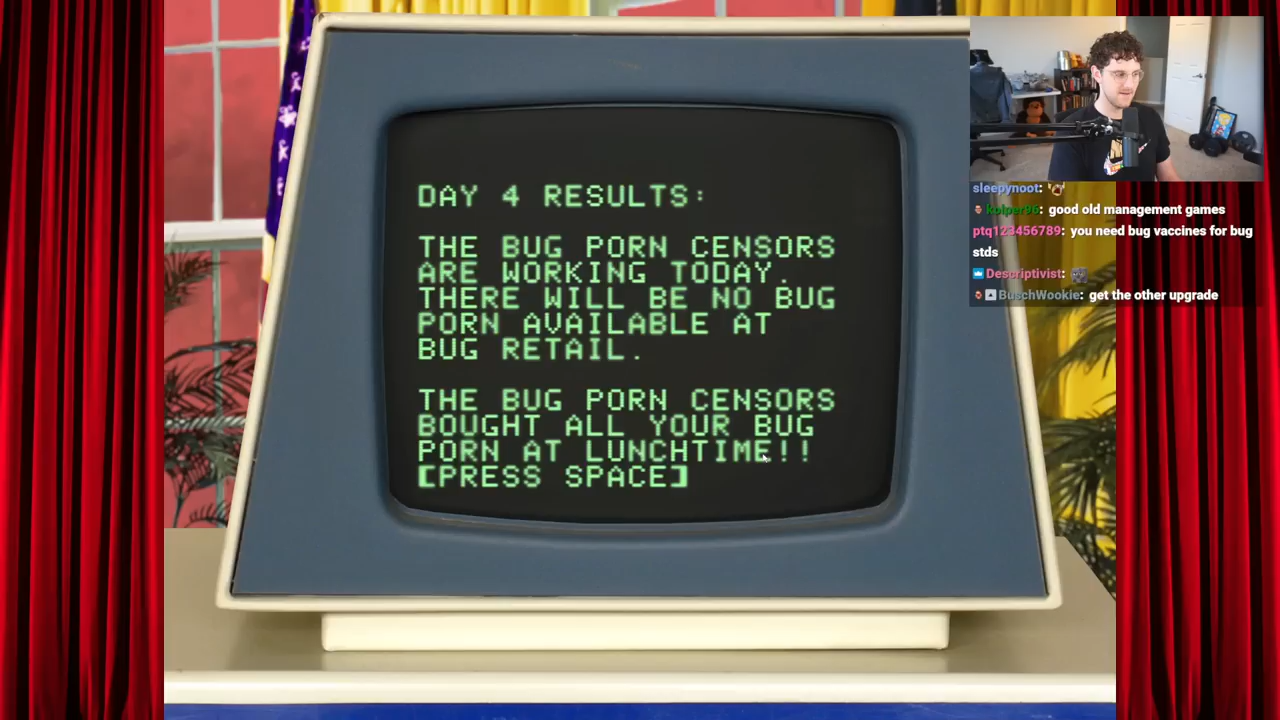 DAY 4 RESULTS:
THE BUG PORN CENSORS
ARE WORKING TODAY.
THERE WILL BE NO BUG
PORN AVAILABLE AT
BUG RETAIL.
THE BUG PORN CENSORS
BOUGHT ALL YOUR BUG
PORN AT LUNCHTIME!!
[PRESS SPACE]
sleepynoot:
kolper96: good old management games
ptq123456789: you need bug vaccines for bug
stds
Descriptivist:
BuschWookie: get the other upgrade